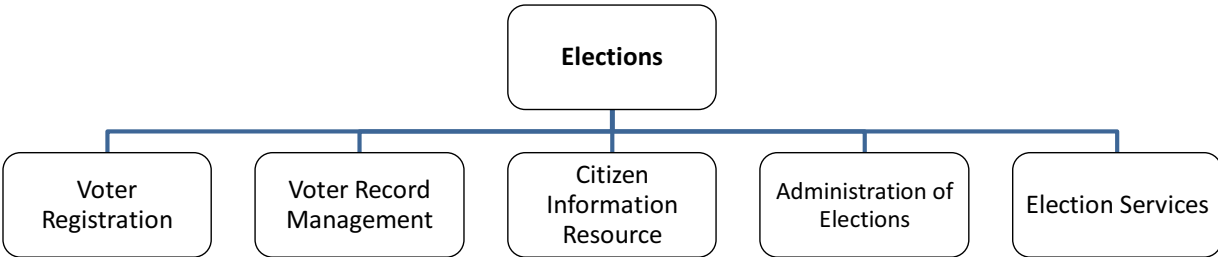 Elections
Voter
Registration
Voter Record
Management
Citizen
Information
Resource
Administration of
Elections
Election Services